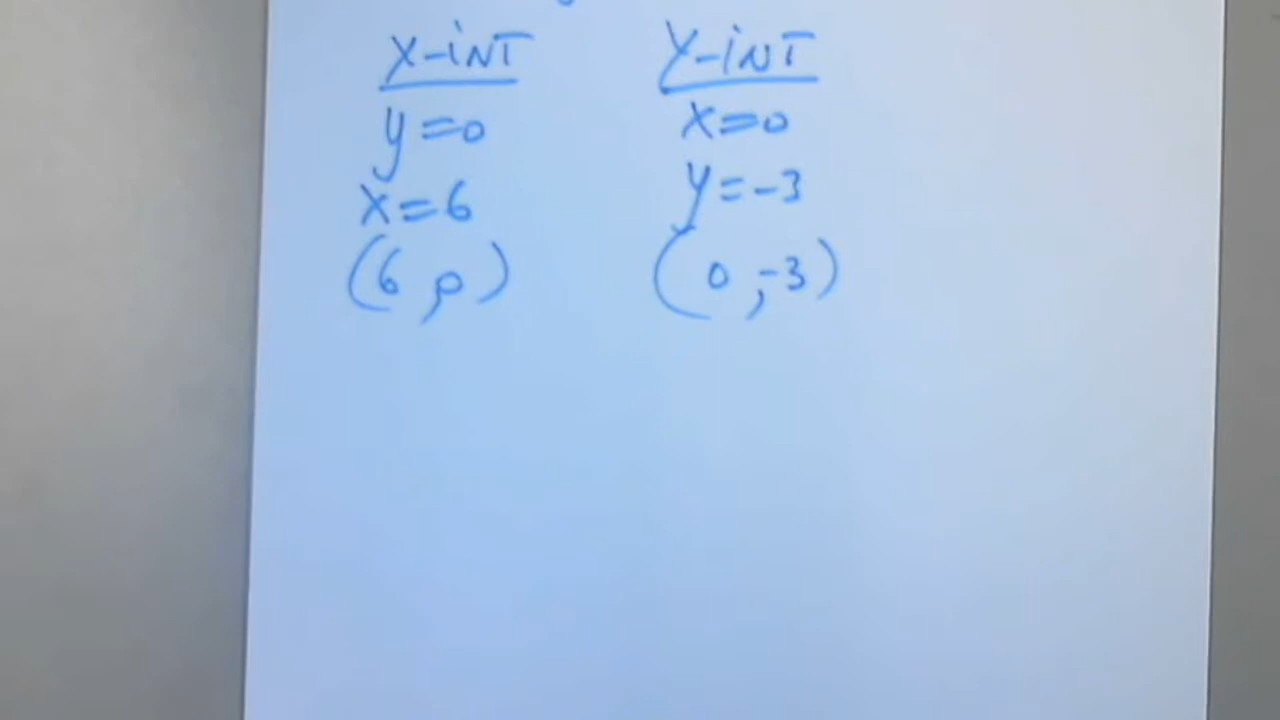 X-iNT Y-iNT
y=0 x=0
x=6 y=-3
(6,0) (0,-3)